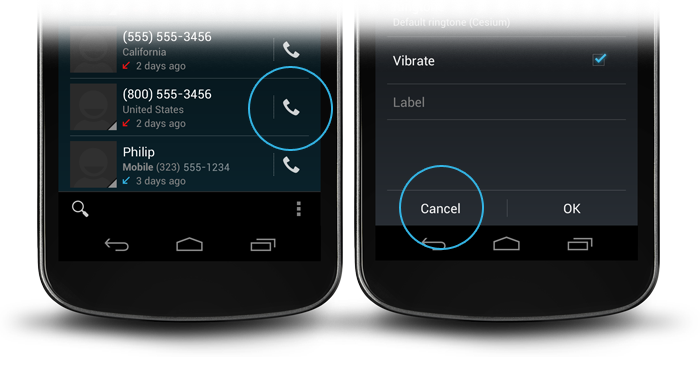 (555) 555-3456
California
2 days ago
(800) 555-3456
United States
2 days ago
Philip
Mobile (323) 555-1234
3 days ago
Default ringtone (Cesium)
Vibrate
Label
Cancel
OK